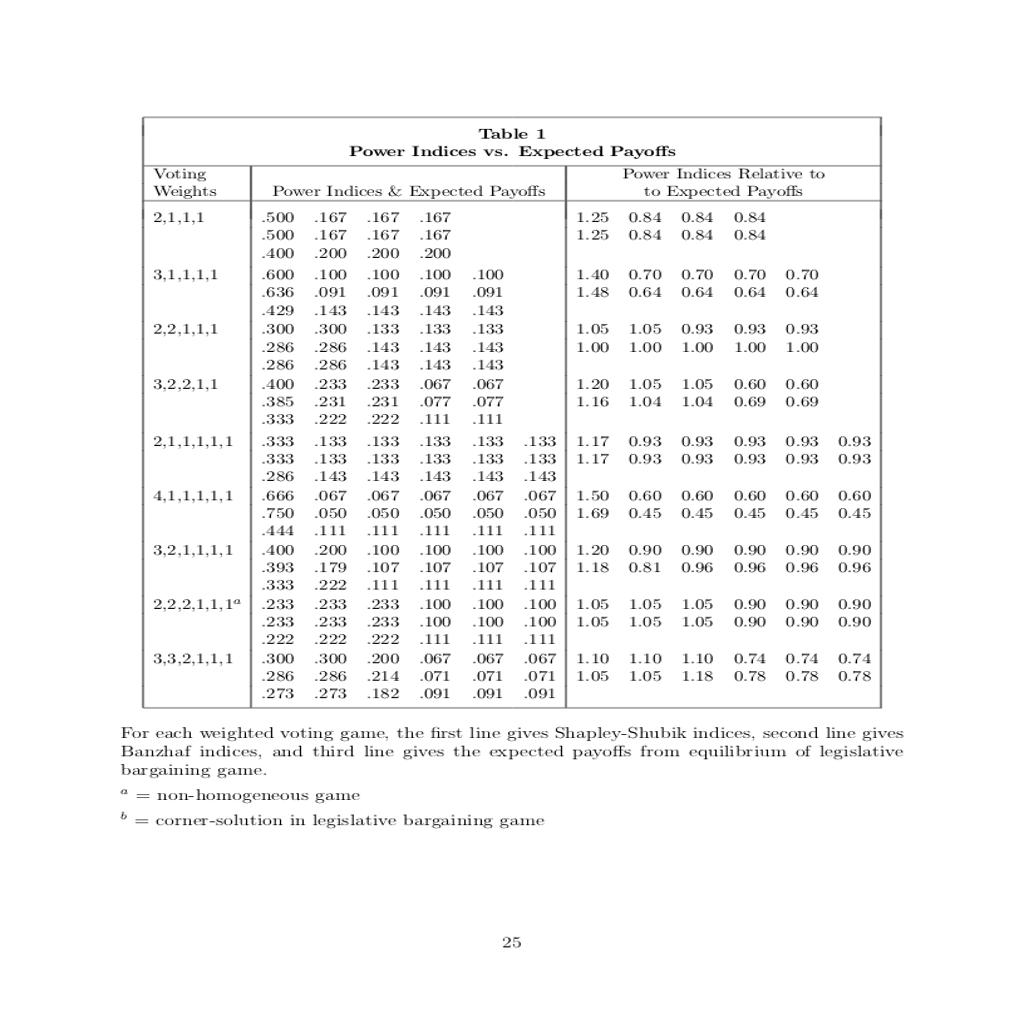 Table 1
Power Indices vs. Expected Payoffs
Voting Power Indices Relative to
Weights Power Indices & Expected Payoffs to Expected Payoffs
2,1,1,1 .500 .167 .167 .167 1.25 0.84 0.84 0.84
.500 .167 .167 .167 1.25 0.84 0.84 0.84
.400 .200 .200 .200
3,1,1,1,1 .600 .100 .100 .100 .100 1.40 0.70 0.70 0.70 0.70
.636 .091 .091 .091 .091 1.48 0.64 0.64 0.64 0.64
.429 .143 .143 .143 .143
2,2,1,1,1 .300 .300 .133 .133 .133 1.05 1.05 0.93 0.93 0.93
.286 .286 .143 .143 .143 1.00 1.00 1.00 1.00 1.00
.286 .286 .143 .143 .143
3,2,2,1,1 .400 .233 .233 .067 .067 1.20 1.05 1.05 0.60 0.60
.385 .231 .231 .077 .077 1.16 1.04 1.04 0.69 0.69
.333 .222 .222 .111 .111
2,1,1,1,1,1 .333 .133 .133 .133 .133 .133 1.17 0.93 0.93 0.93 0.93 0.93
.333 .133 .133 .133 .133 .133 1.17 0.93 0.93 0.93 0.93 0.93
.286 .143 .143 .143 .143 .143
4,1,1,1,1,1 .666 .067 .067 .067 .067 .067 1.50 0.60 0.60 0.60 0.60 0.60
.750 .050 .050 .050 .050 .050 1.69 0.45 0.45 0.45 0.45 0.45
.444 .111 .111 .111 .111 .111
3,2,1,1,1,1 .400 .200 .100 .100 .100 .100 1.20 0.90 0.90 0.90 0.90 0.90
.393 .179 .107 .107 .107 .107 1.18 0.81 0.96 0.96 0.96 0.96
.333 .222 .111 .111 .111 .111
2,2,2,1,1,1ᵃ .233 .233 .233 .100 .100 .100 1.05 1.05 1.05 0.90 0.90 0.90
.233 .233 .233 .100 .100 .100 1.05 1.05 1.05 0.90 0.90 0.90
.222 .222 .222 .111 .111 .111
3,3,2,1,1,1 .300 .300 .200 .067 .067 .067 1.10 1.10 1.10 0.74 0.74 0.74
.286 .286 .214 .071 .071 .071 1.05 1.05 1.18 0.78 0.78 0.78
.273 .273 .182 .091 .091 .091
For each weighted voting game, the first line gives Shapley-Shubik indices, second line gives
Banzhaf indices, and third line gives the expected payoffs from equilibrium of legislative
bargaining game.
ᵃ = non-homogeneous game
ᵇ = corner-solution in legislative bargaining game
25